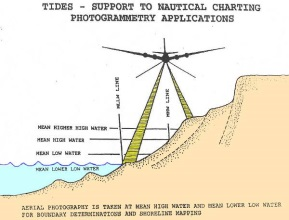 TIDES - SUPPORT TO NAUTICAL CHARTING
PHOTOGRAMMETRY APPLICATIONS
MLLW LINE
MHW LINE
MEAN HIGHER HIGH WATER
MEAN HIGH WATER
MEAN LOW WATER
MEAN LOWER LOW WATER
AERIAL PHOTOGRAPHY IS TAKEN AT MEAN HIGH WATER AND MEAN LOWER LOW WATER
FOR BOUNDARY DETERMINATIONS AND SHORELINE MAPPING